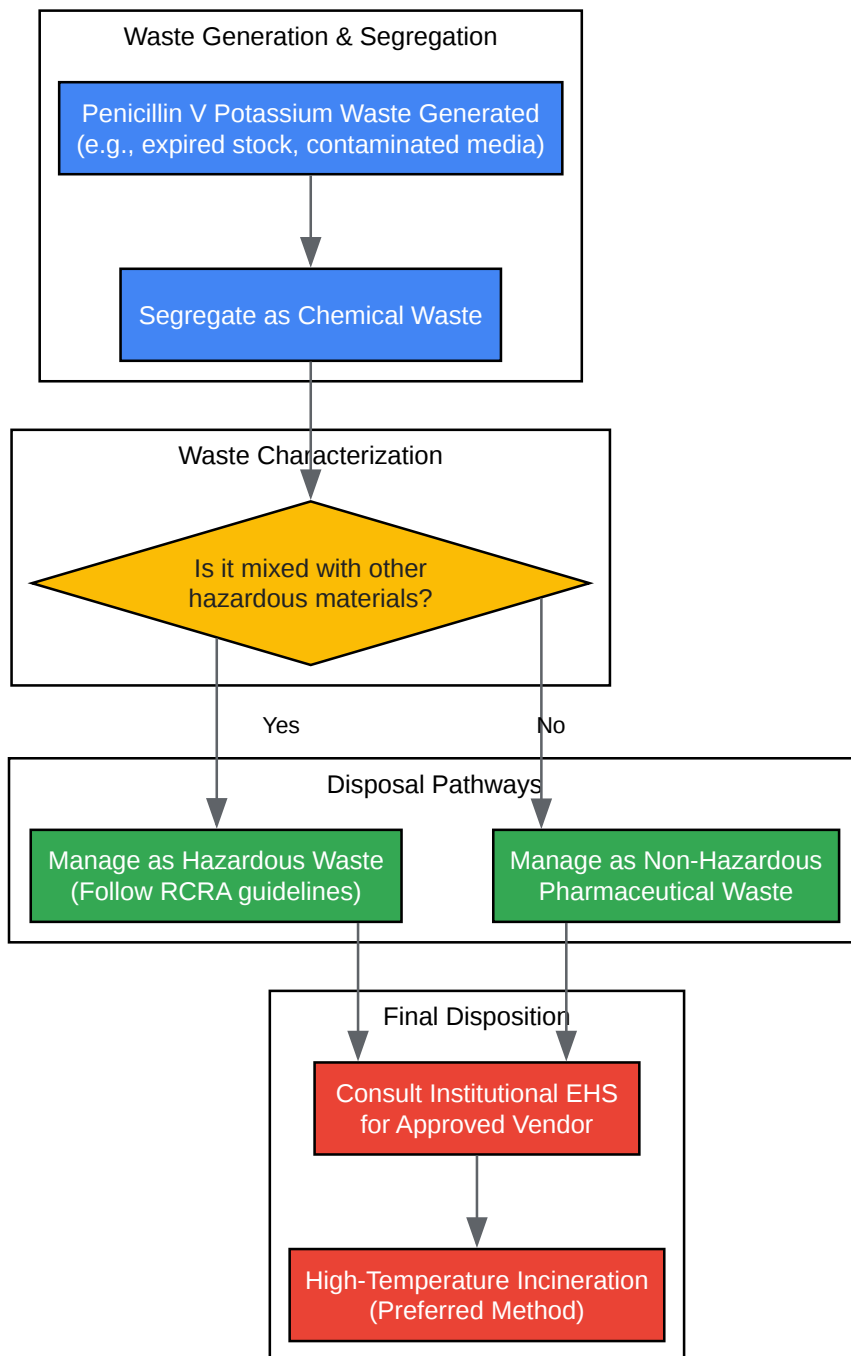 Waste Generation & Segregation
Penicillin V Potassium Waste Generated
(e.g., expired stock, contaminated media)
Segregate as Chemical Waste
Waste Characterization
Is it mixed with other
hazardous materials?
Yes
No
Disposal Pathways
Manage as Hazardous Waste
(Follow RCRA guidelines)
Manage as Non-Hazardous
Pharmaceutical Waste
Final Disposition
Consult Institutional EHS
for Approved Vendor
High-Temperature Incineration
(Preferred Method)